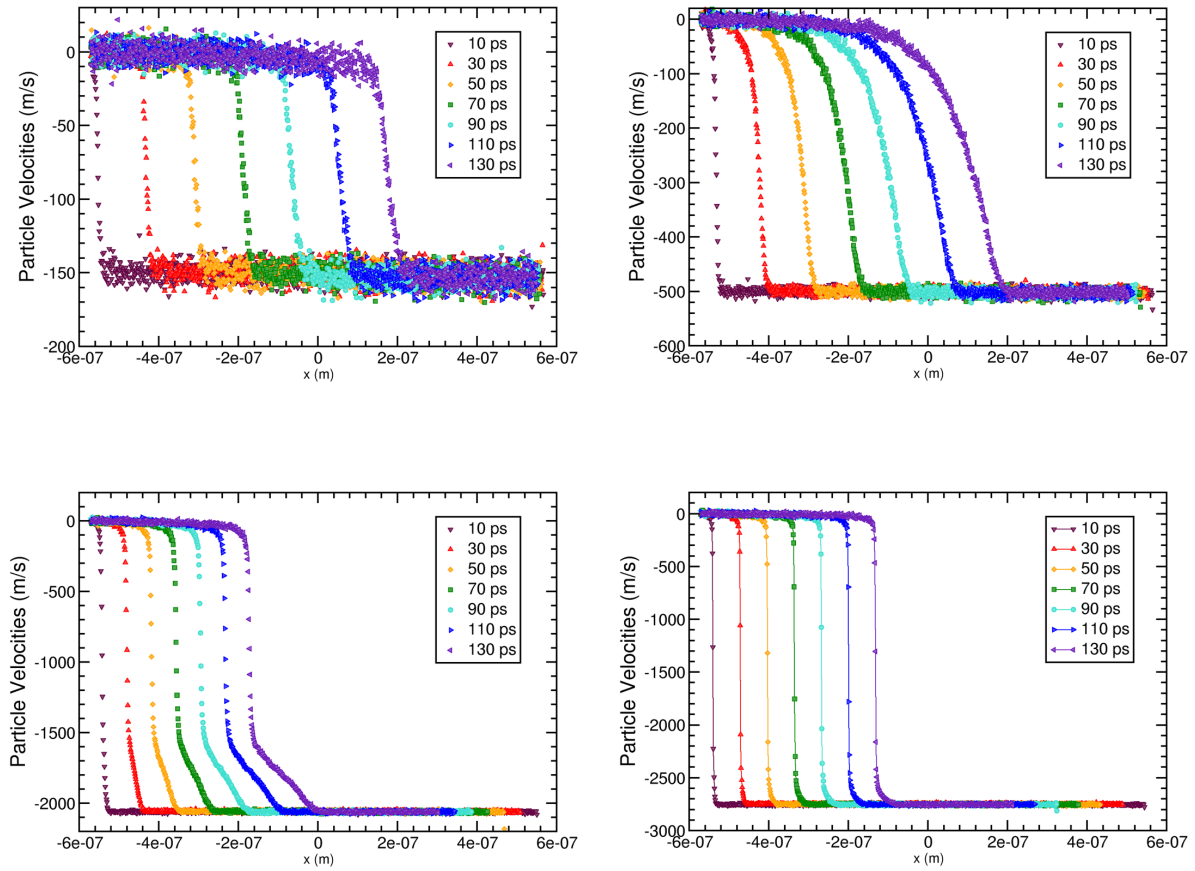 0
-50
-100
-150
-200
Particle Velocities (m/s)
-6e-07 -4e-07 -2e-07 0 2e-07 4e-07 6e-07
x (m)
10 ps
30 ps
50 ps
70 ps
90 ps
110 ps
130 ps
0
-100
-200
-300
-400
-500
-600
Particle Velocities (m/s)
-6e-07 -4e-07 -2e-07 0 2e-07 4e-07 6e-07
x (m)
10 ps
30 ps
50 ps
70 ps
90 ps
110 ps
130 ps
0
-500
-1000
-1500
-2000
Particle Velocities (m/s)
-6e-07 -4e-07 -2e-07 0 2e-07 4e-07 6e-07
x (m)
10 ps
30 ps
50 ps
70 ps
90 ps
110 ps
130 ps
0
-500
-1000
-1500
-2000
-2500
-3000
Particle Velocities (m/s)
-6e-07 -4e-07 -2e-07 0 2e-07 4e-07 6e-07
x (m)
10 ps
30 ps
50 ps
70 ps
90 ps
110 ps
130 ps